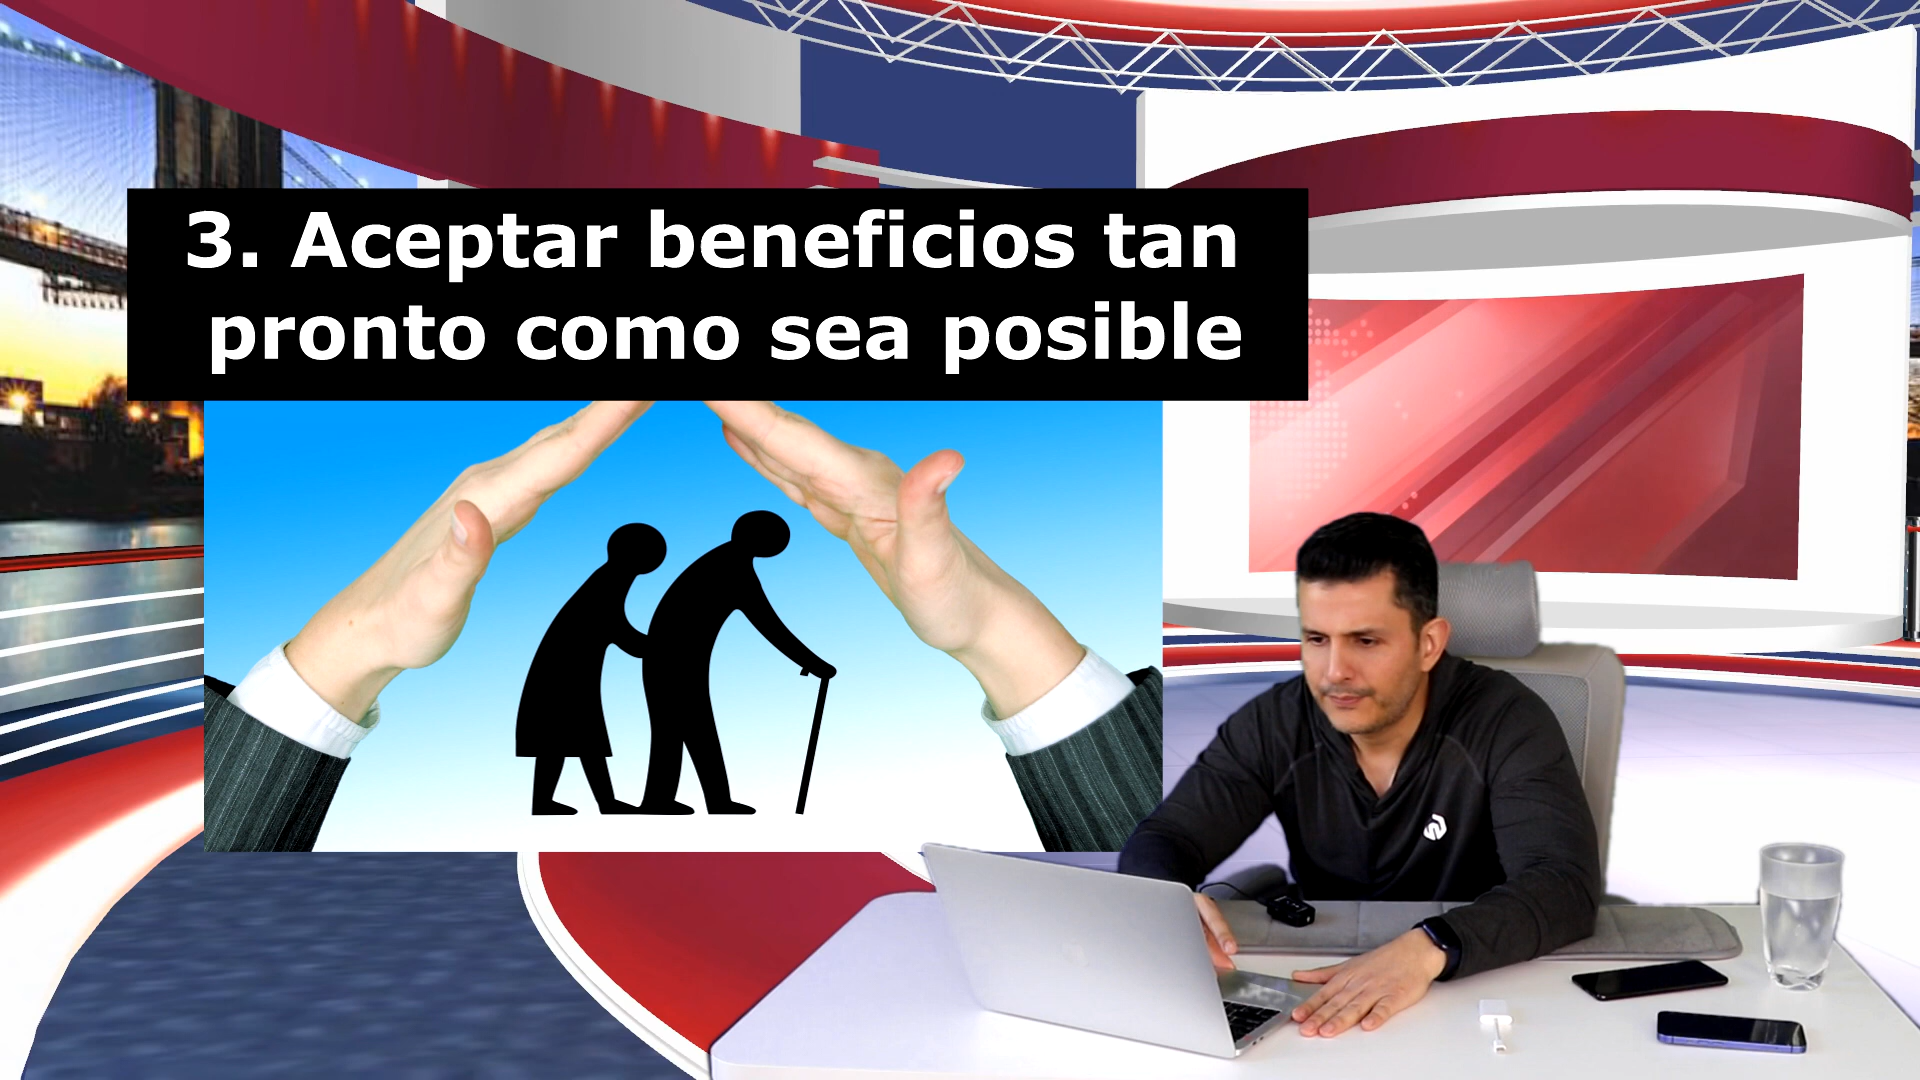 3. Aceptar beneficios tan
pronto como sea posible